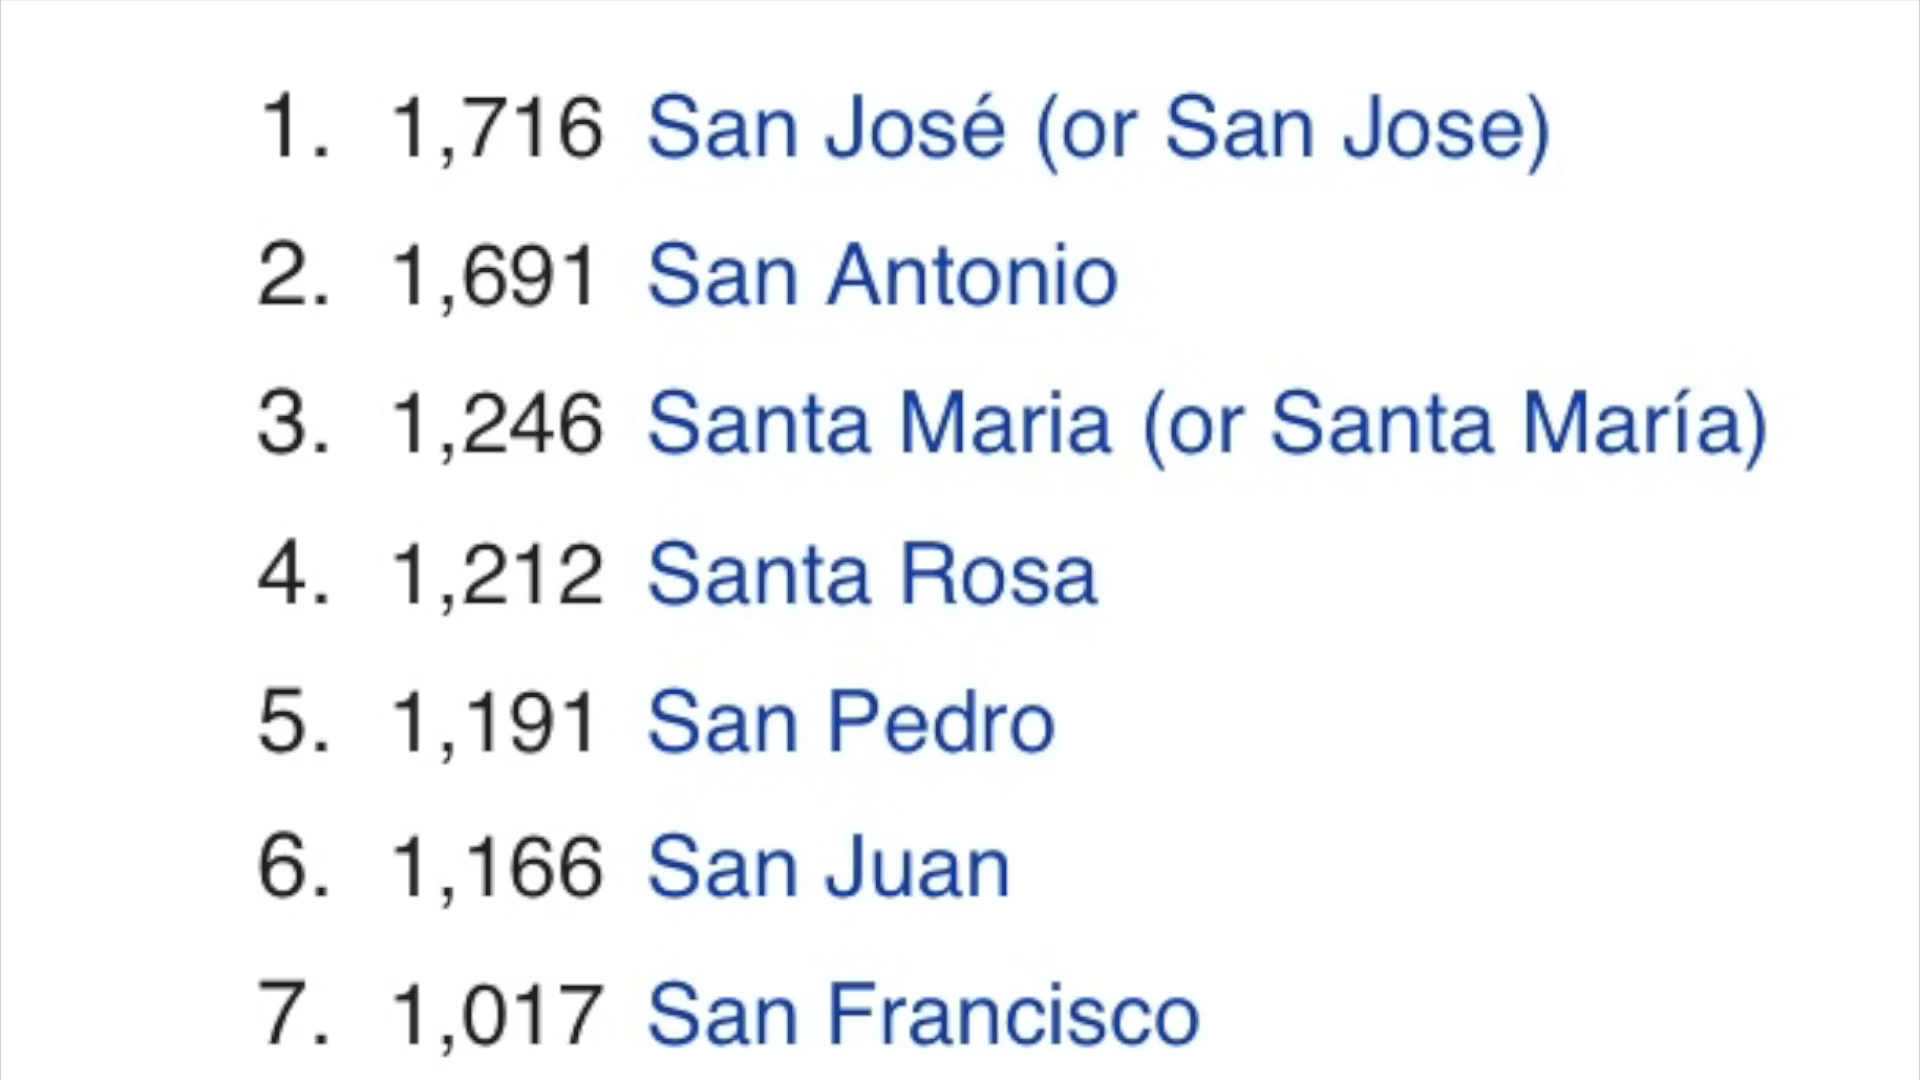 1. 1,716 San José (or San Jose)
2. 1,691 San Antonio
3. 1,246 Santa Maria (or Santa María)
4. 1,212 Santa Rosa
5. 1,191 San Pedro
6. 1,166 San Juan
7. 1,017 San Francisco